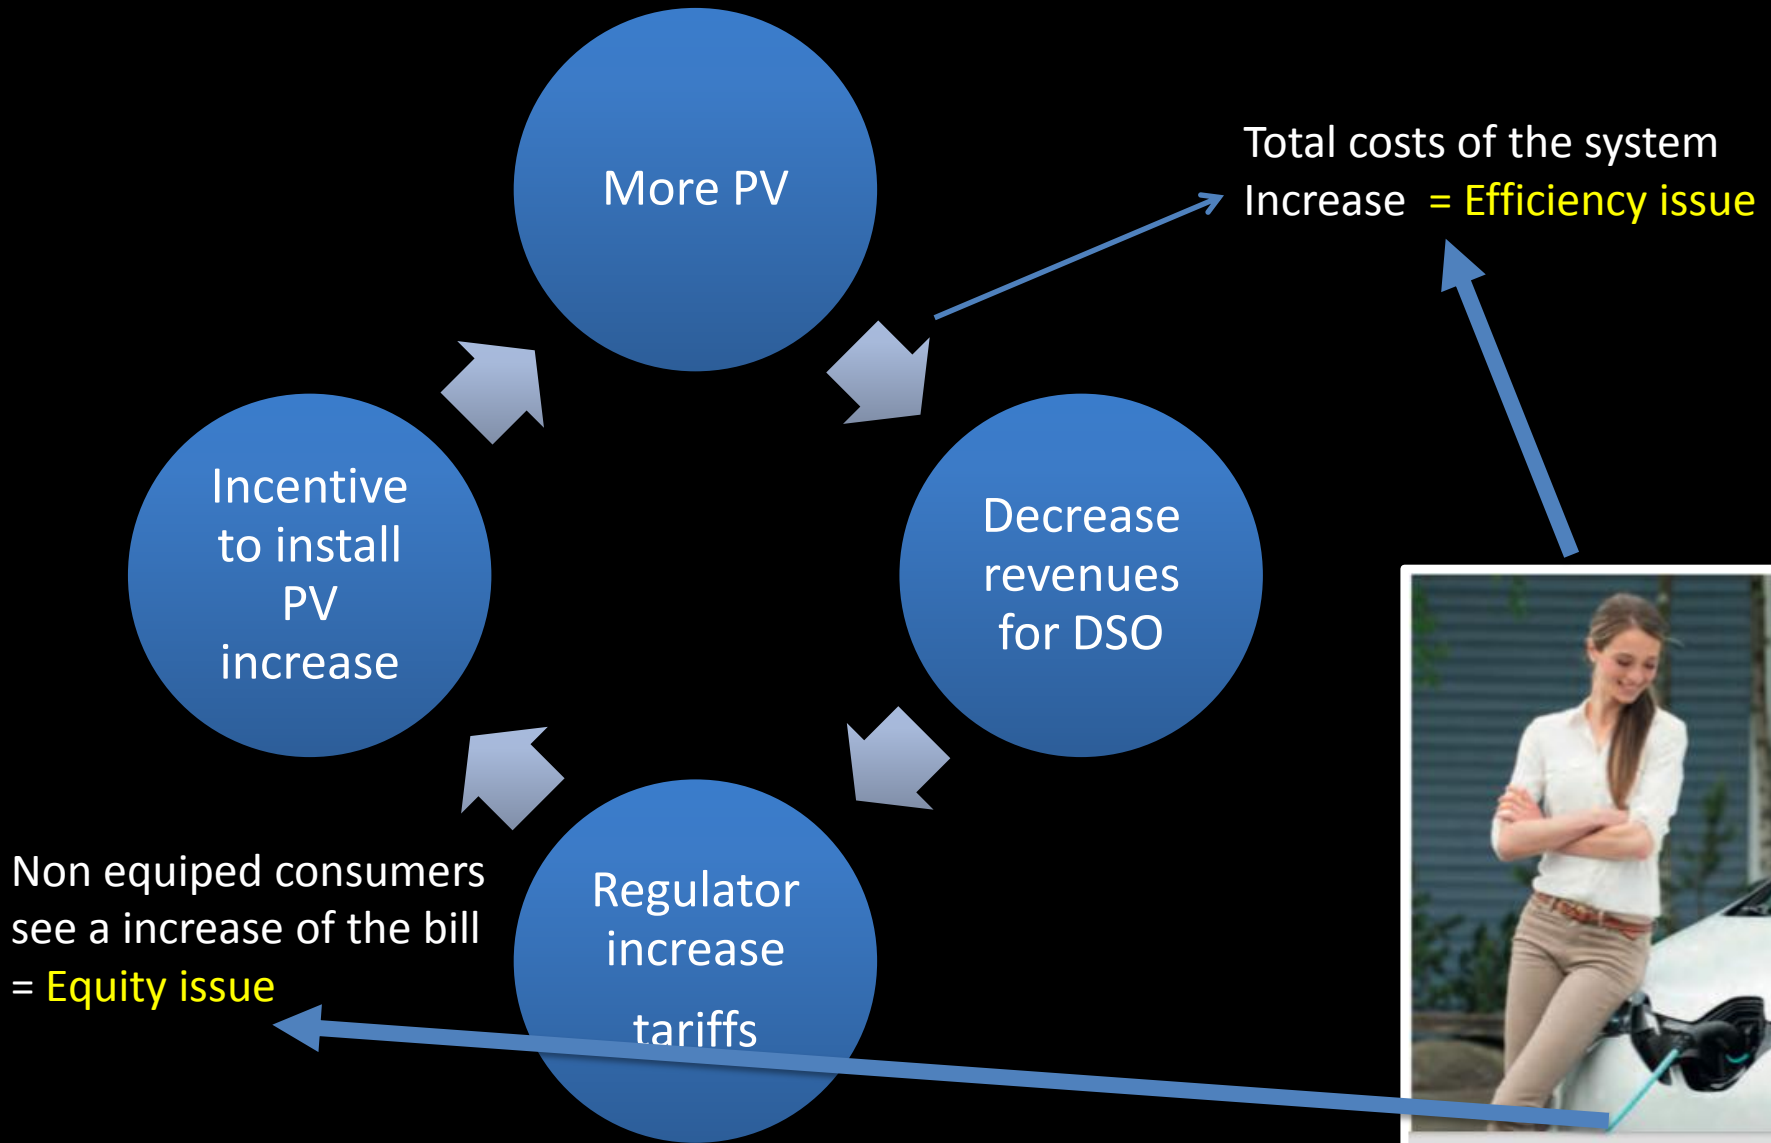 More PV
Total costs of the system
Increase = Efficiency issue
Decrease
revenues
for DSO
Regulator
increase
tariffs
Incentive
to install
PV
increase
Non equiped consumers
see a increase of the bill
= Equity issue